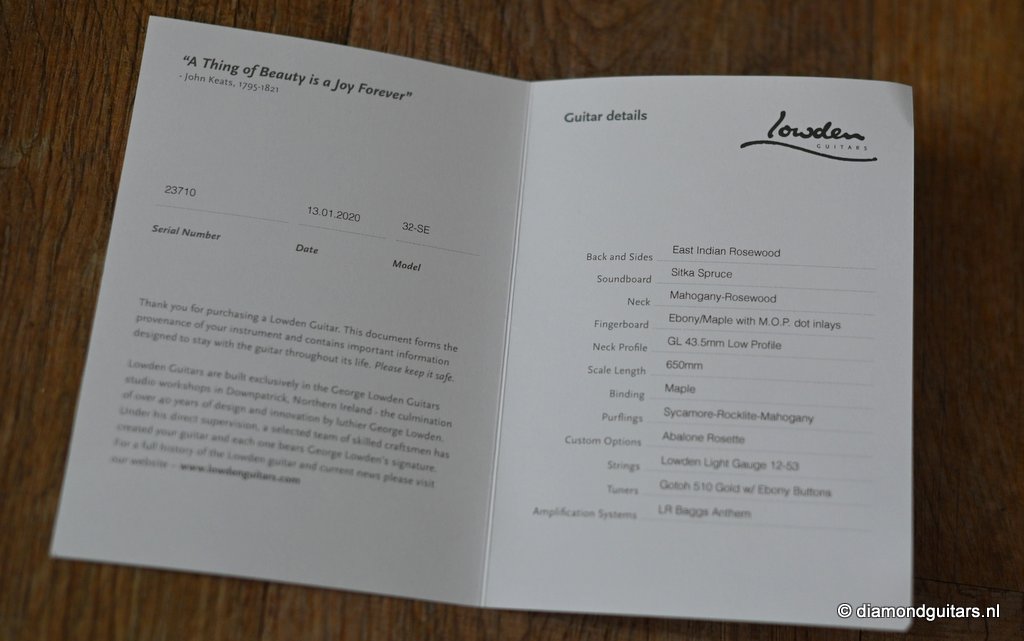 “A Thing of Beauty is a Joy Forever”
- John Keats, 1795-1821
23710
Serial Number
13.01.2020
Date
32-SE
Model
Thank you for purchasing a Lowden Guitar. This document forms the
provenance of your instrument and contains important information
designed to stay with the guitar throughout its life. Please keep it safe.
Lowden Guitars are built exclusively in the George Lowden Guitars
studio workshops in Downpatrick, Northern Ireland - the culmination
of over 40 years of design and innovation by luthier George Lowden.
Under his direct supervision, a selected team of skilled craftsmen has
created your guitar and each one bears George Lowden's signature.
For a full history of the Lowden guitar and current news please visit
our website - www.lowdenguitars.com
Guitar details
lowden
GUITARS
Back and Sides East Indian Rosewood
Soundboard Sitka Spruce
Neck Mahogany-Rosewood
Fingerboard Ebony/Maple with M.O.P. dot inlays
Neck Profile GL 43.5mm Low Profile
Scale Length 650mm
Binding Maple
Purflings Sycamore-Rocklite-Mahogany
Custom Options Abalone Rosette
Strings Lowden Light Gauge 12-53
Tuners Gotoh 510 Gold w/ Ebony Buttons
Amplification Systems LR Baggs Anthem
© diamondguitars.nl